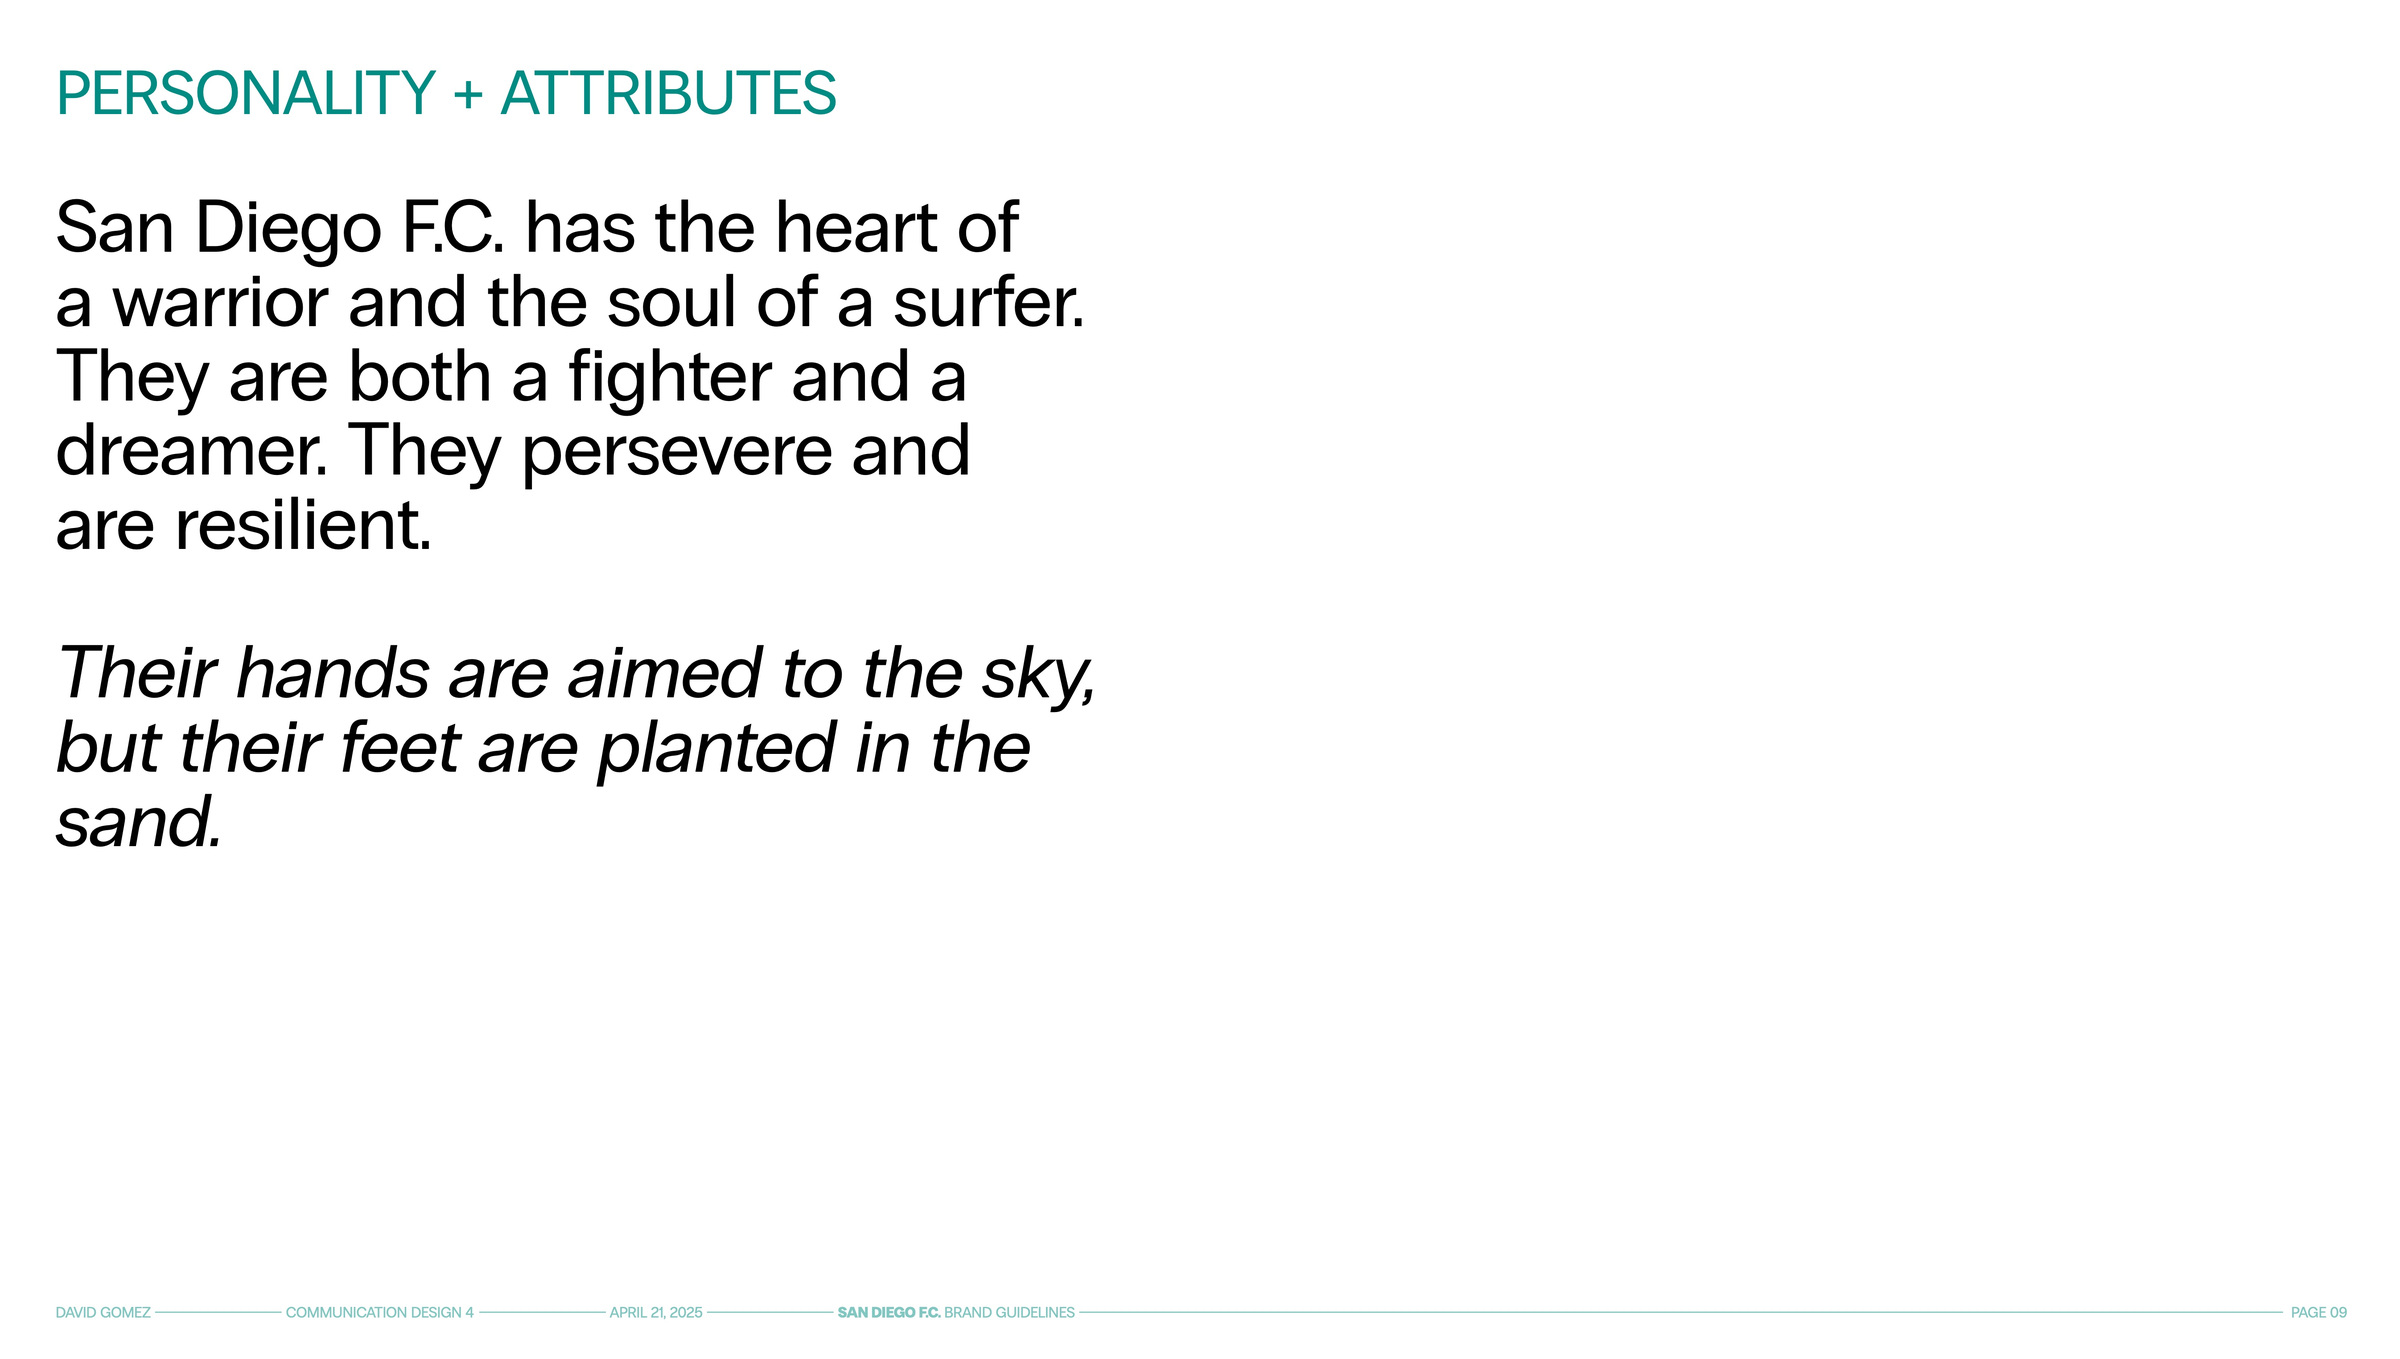 PERSONALITY + ATTRIBUTES
San Diego F.C. has the heart of
a warrior and the soul of a surfer.
They are both a fighter and a
dreamer. They persevere and
are resilient.
Their hands are aimed to the sky,
but their feet are planted in the
sand.
DAVID GOMEZ COMMUNICATION DESIGN 4 APRIL 21, 2025 SAN DIEGO F.C. BRAND GUIDELINES PAGE 09